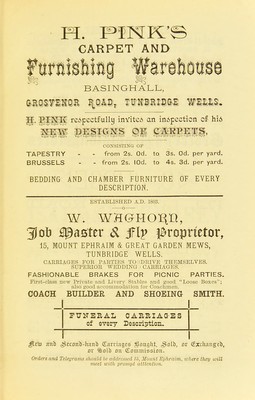 H. PINK'S
CARPET AND
Furnishing Warehouse
BASINGHALL,
GROSVENOR ROAD, TUNBRIDGE WELLS.
H. PINK respectfully invites an inspection of his
NEW DESIGNS OF CARPETS,
CONSISTING OF
TAPESTRY - - from 2s. 0d. to 3s. 0d. per yard.
BRUSSELS - - from 2s. 10d. to 4s. 3d. per yard.
BEDDING AND CHAMBER FURNITURE OF EVERY
DESCRIPTION.
ESTABLISHED A.D.
W. WAGHORN,
Job Master & Fly Proprietor,
15, MOUNT EPHRAIM & GREAT GARDEN MEWS,
TUNBRIDGE WELLS.
CARRIAGES FOR PARTIES TO DRIVE THEMSELVES.
SUPERIOR WEDDING CARRIAGES.
FASHIONABLE BRAKES FOR PICNIC PARTIES.
First-class new Private and Livery Stables and good "Loose Boxes";
also good accommodation for Coachmen.
COACH BUILDER AND SHOEING SMITH.
FUNERAL CARRIAGES
of every Description.
New and Second-hand Carriages Bought, Sold, or Exchanged,
or Sold on Commission.
Orders and Telegrams should be addressed 15, Mount Ephraim, where they will
meet with prompt attention.